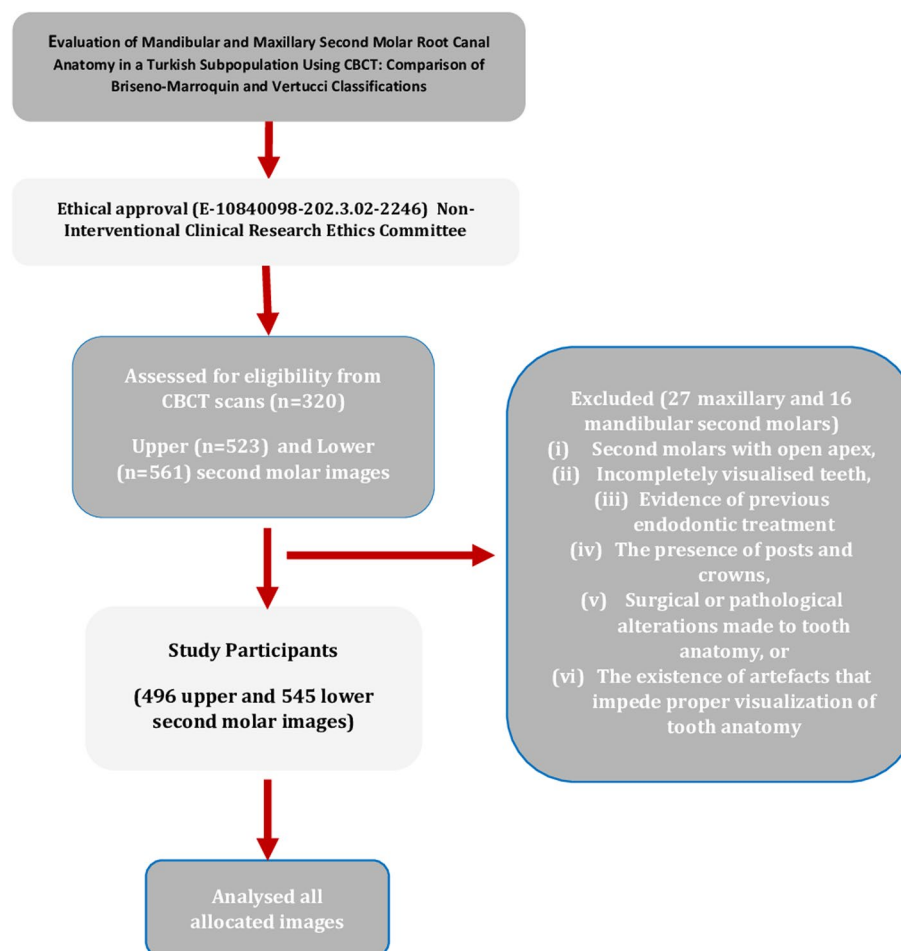 Evaluation of Mandibular and Maxillary Second Molar Root Canal
Anatomy in a Turkish Subpopulation Using CBCT: Comparison of
Briseno-Marroquin and Vertucci Classifications
Ethical approval (E-10840098-202.3.02-2246) Non-
Interventional Clinical Research Ethics Committee
Assessed for eligibility from
CBCT scans (n=320)
Upper (n=523) and Lower
(n=561) second molar images
Excluded (27 maxillary and 16
mandibular second molars)
(i) Second molars with open apex,
(ii) Incompletely visualised teeth,
(iii) Evidence of previous
endodontic treatment
(iv) The presence of posts and
crowns,
(v) Surgical or pathological
alterations made to tooth
anatomy, or
(vi) The existence of artefacts that
impede proper visualization of
tooth anatomy
Study Participants
(496 upper and 545 lower
second molar images)
Analysed all
allocated images